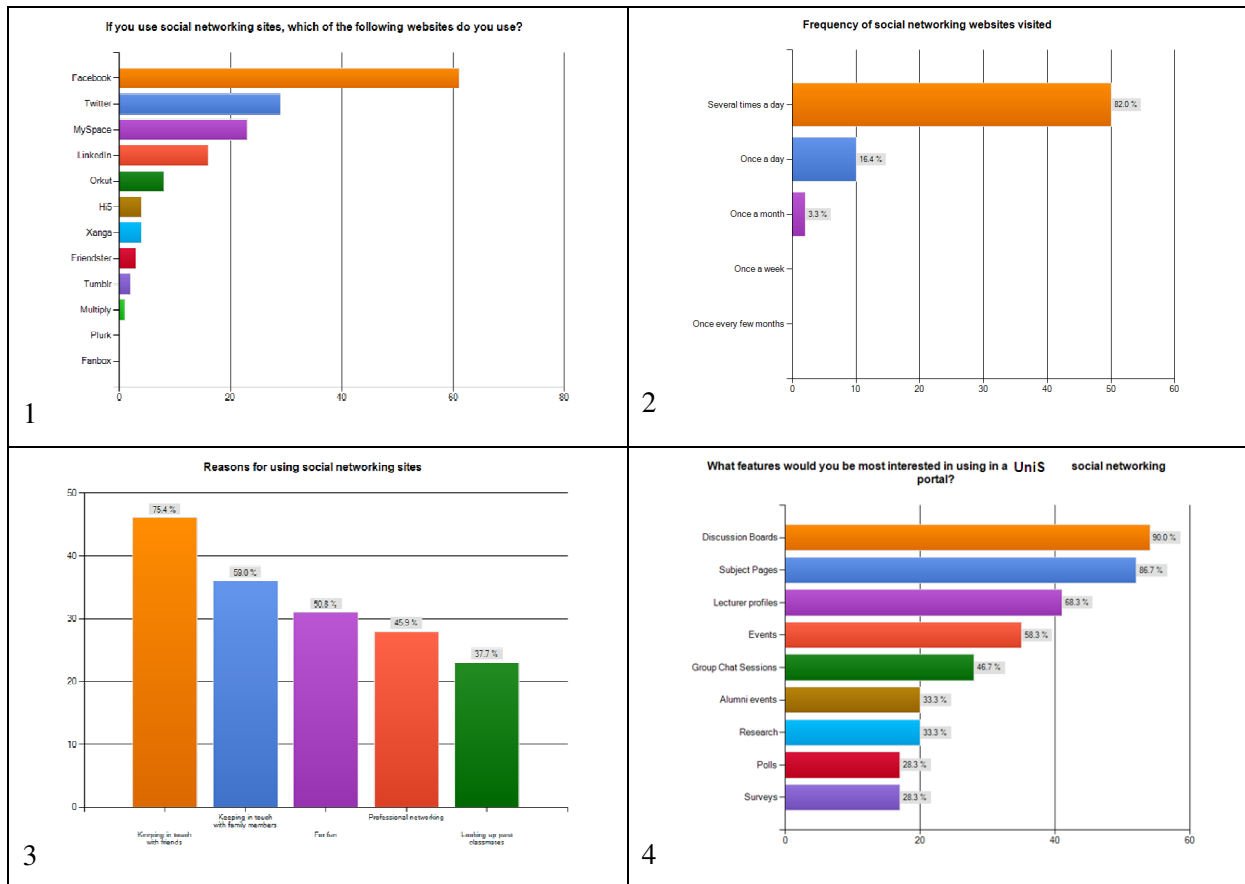 If you use social networking sites, which of the following websites do you use?
Facebook
Twitter
MySpace
LinkedIn
Orkut
Hi5
Xanga
Friendster
Tumblr
Multiply
Plurk
Fanbox
0 20 40 60 80
1
Frequency of social networking websites visited
Several times a day 82.0 %
Once a day 16.4 %
Once a month 3.3 %
Once a week
Once every few months
0 10 20 30 40 50 60
2
Reasons for using social networking sites
50
40
30
20
10
0
75.4 %
59.0 %
50.8 %
45.9 %
37.7 %
Keeping in touch
with friends
Keeping in touch
with family members
For fun
Professional networking
Looking up past
classmates
3
What features would you be most interested in using in a UniS social networking
portal?
Discussion Boards 90.0 %
Subject Pages 86.7 %
Lecturer profiles 68.3 %
Events 58.3 %
Group Chat Sessions 46.7 %
Alumni events 33.3 %
Research 33.3 %
Polls 28.3 %
Surveys 28.3 %
0 20 40 60
4